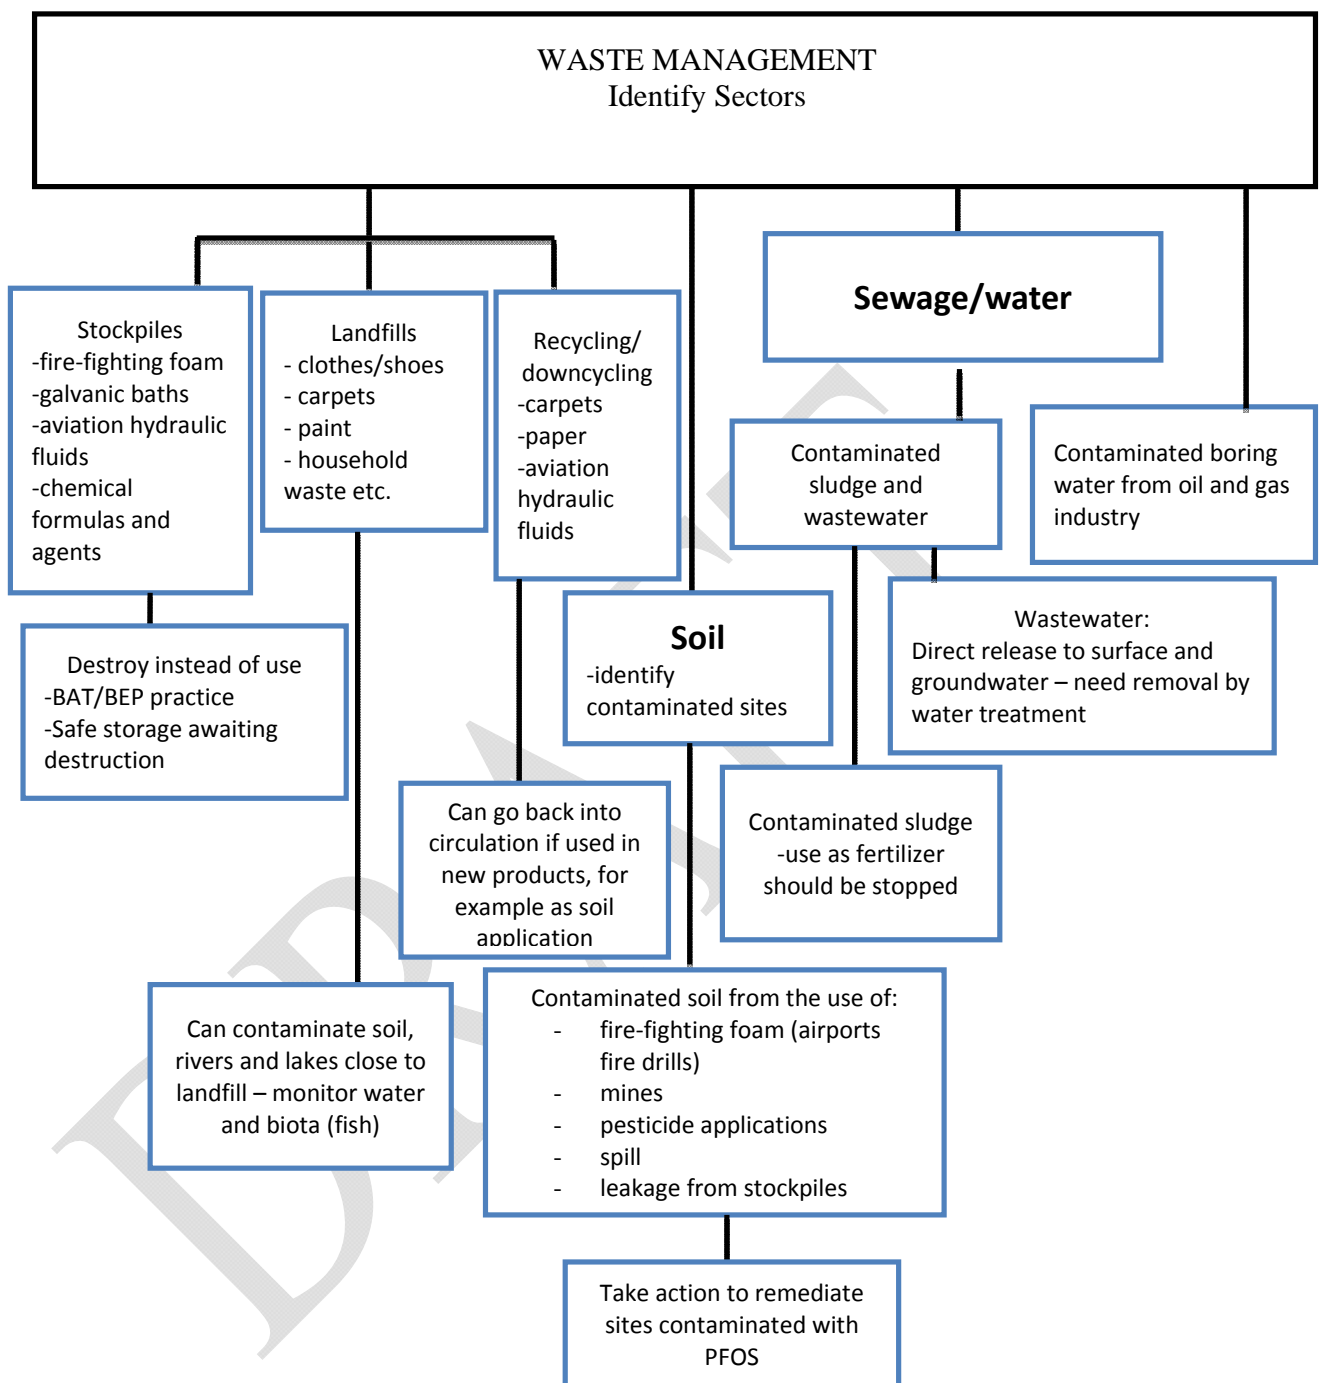 WASTE MANAGEMENT
Identify Sectors
Sewage/water
Stockpiles
-fire-fighting foam
-galvanic baths
-aviation hydraulic
fluids
-chemical
formulas and
agents
Landfills
- clothes/shoes
- carpets
- paint
- household
waste etc.
Recycling/
downcycling
-carpets
-paper
-aviation
hydraulic
fluids
Contaminated
sludge and
wastewater
Contaminated boring
water from oil and gas
industry
Soil
-identify
contaminated sites
Wastewater:
Direct release to surface and
groundwater – need removal by
water treatment
Destroy instead of use
-BAT/BEP practice
-Safe storage awaiting
destruction
Can go back into
circulation if used in
new products, for
example as soil
application
Contaminated sludge
-use as fertilizer
should be stopped
Can contaminate soil,
rivers and lakes close to
landfill – monitor water
and biota (fish)
Contaminated soil from the use of:
- fire-fighting foam (airports
fire drills)
- mines
- pesticide applications
- spill
- leakage from stockpiles
Take action to remediate
sites contaminated with
PFOS
DRAFT